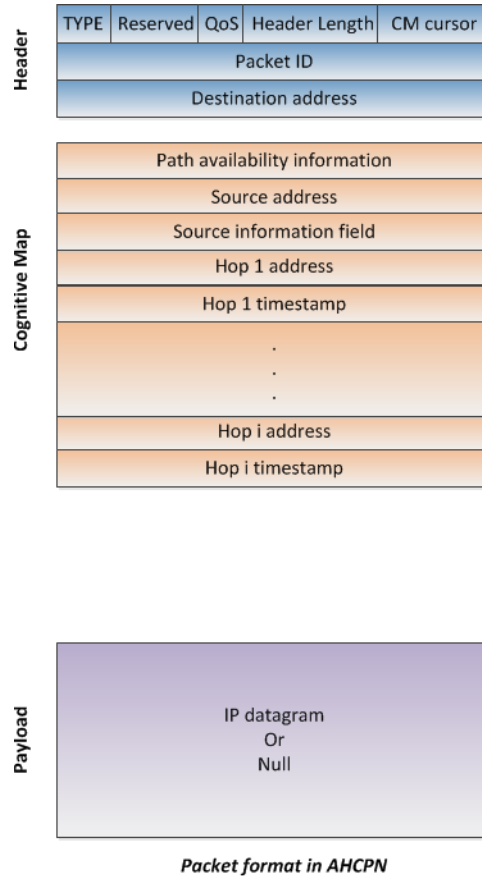 Header
TYPE Reserved QoS Header Length CM cursor
Packet ID
Destination address
Cognitive Map
Path availability information
Source address
Source information field
Hop 1 address
Hop 1 timestamp
.
.
.
Hop i address
Hop i timestamp
Payload
IP datagram
Or
Null
Packet format in AHCPN